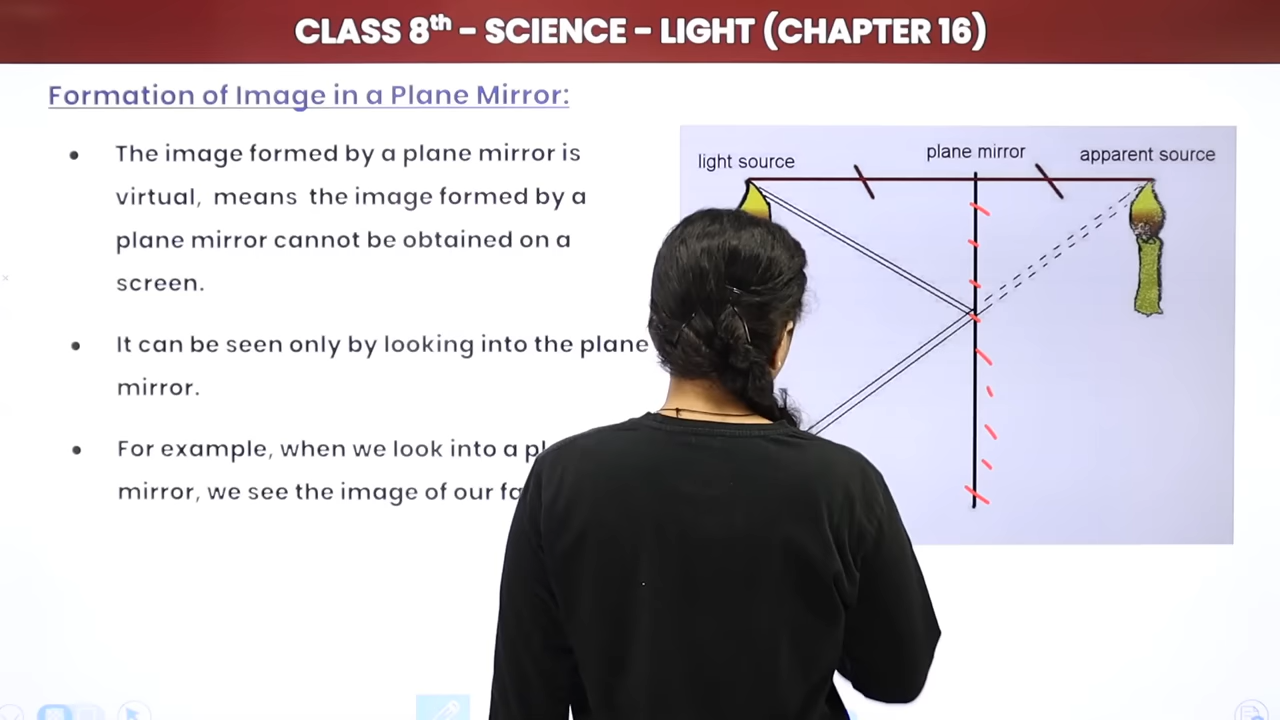 CLASS 8th - SCIENCE - LIGHT (CHAPTER 16)
Formation of Image in a Plane Mirror:
• The image formed by a plane mirror is
virtual, means the image formed by a
plane mirror cannot be obtained on a
screen.
• It can be seen only by looking into the plane
mirror.
• For example, when we look into a
mirror, we see the image of our
light source
plane mirror
apparent source